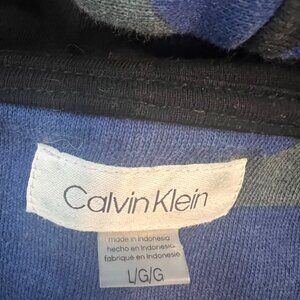 Calvin Klein
made in Indonesia
hecho en Indonesia
fabriqué en Indonésie
L/G/G